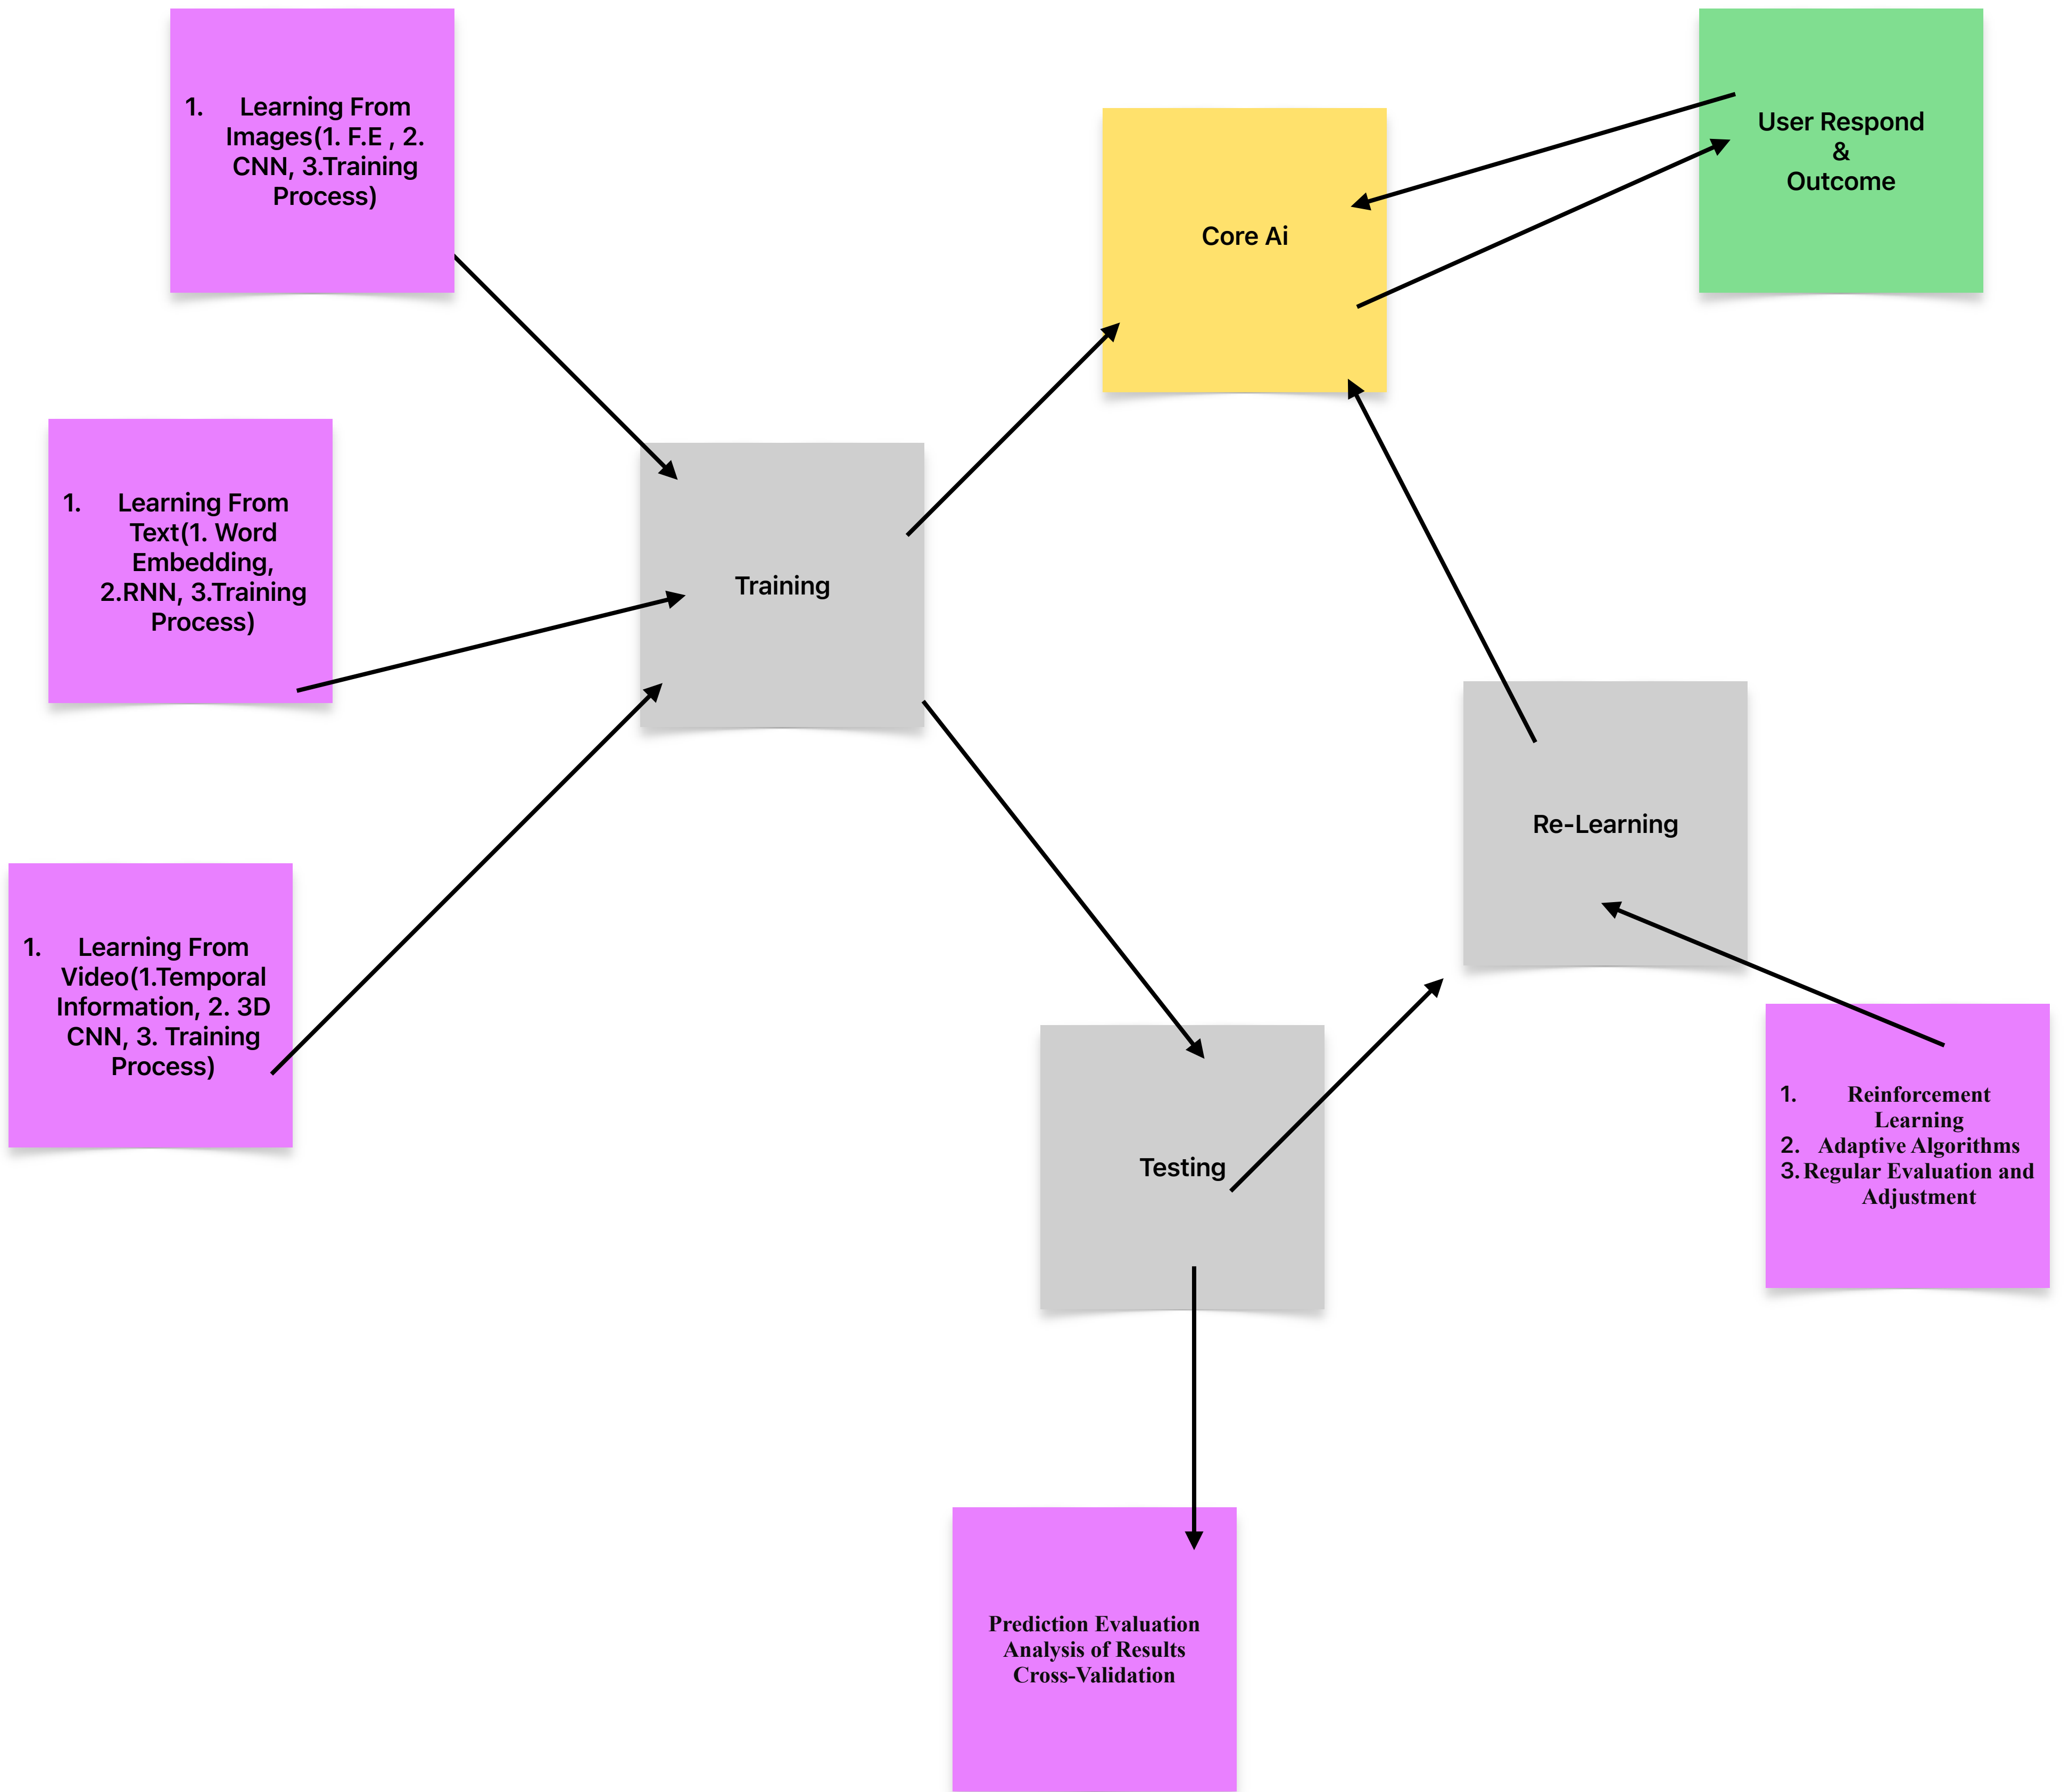 1. Learning From
Images(1. F.E , 2.
CNN, 3.Training
Process)
User Respond
&
Outcome
Core Ai
1. Learning From
Text(1. Word
Embedding,
2.RNN, 3.Training
Process)
Training
Re-Learning
1. Learning From
Video(1.Temporal
Information, 2. 3D
CNN, 3. Training
Process)
Testing
1. Reinforcement
Learning
2. Adaptive Algorithms
3. Regular Evaluation and
Adjustment
Prediction Evaluation
Analysis of Results
Cross-Validation